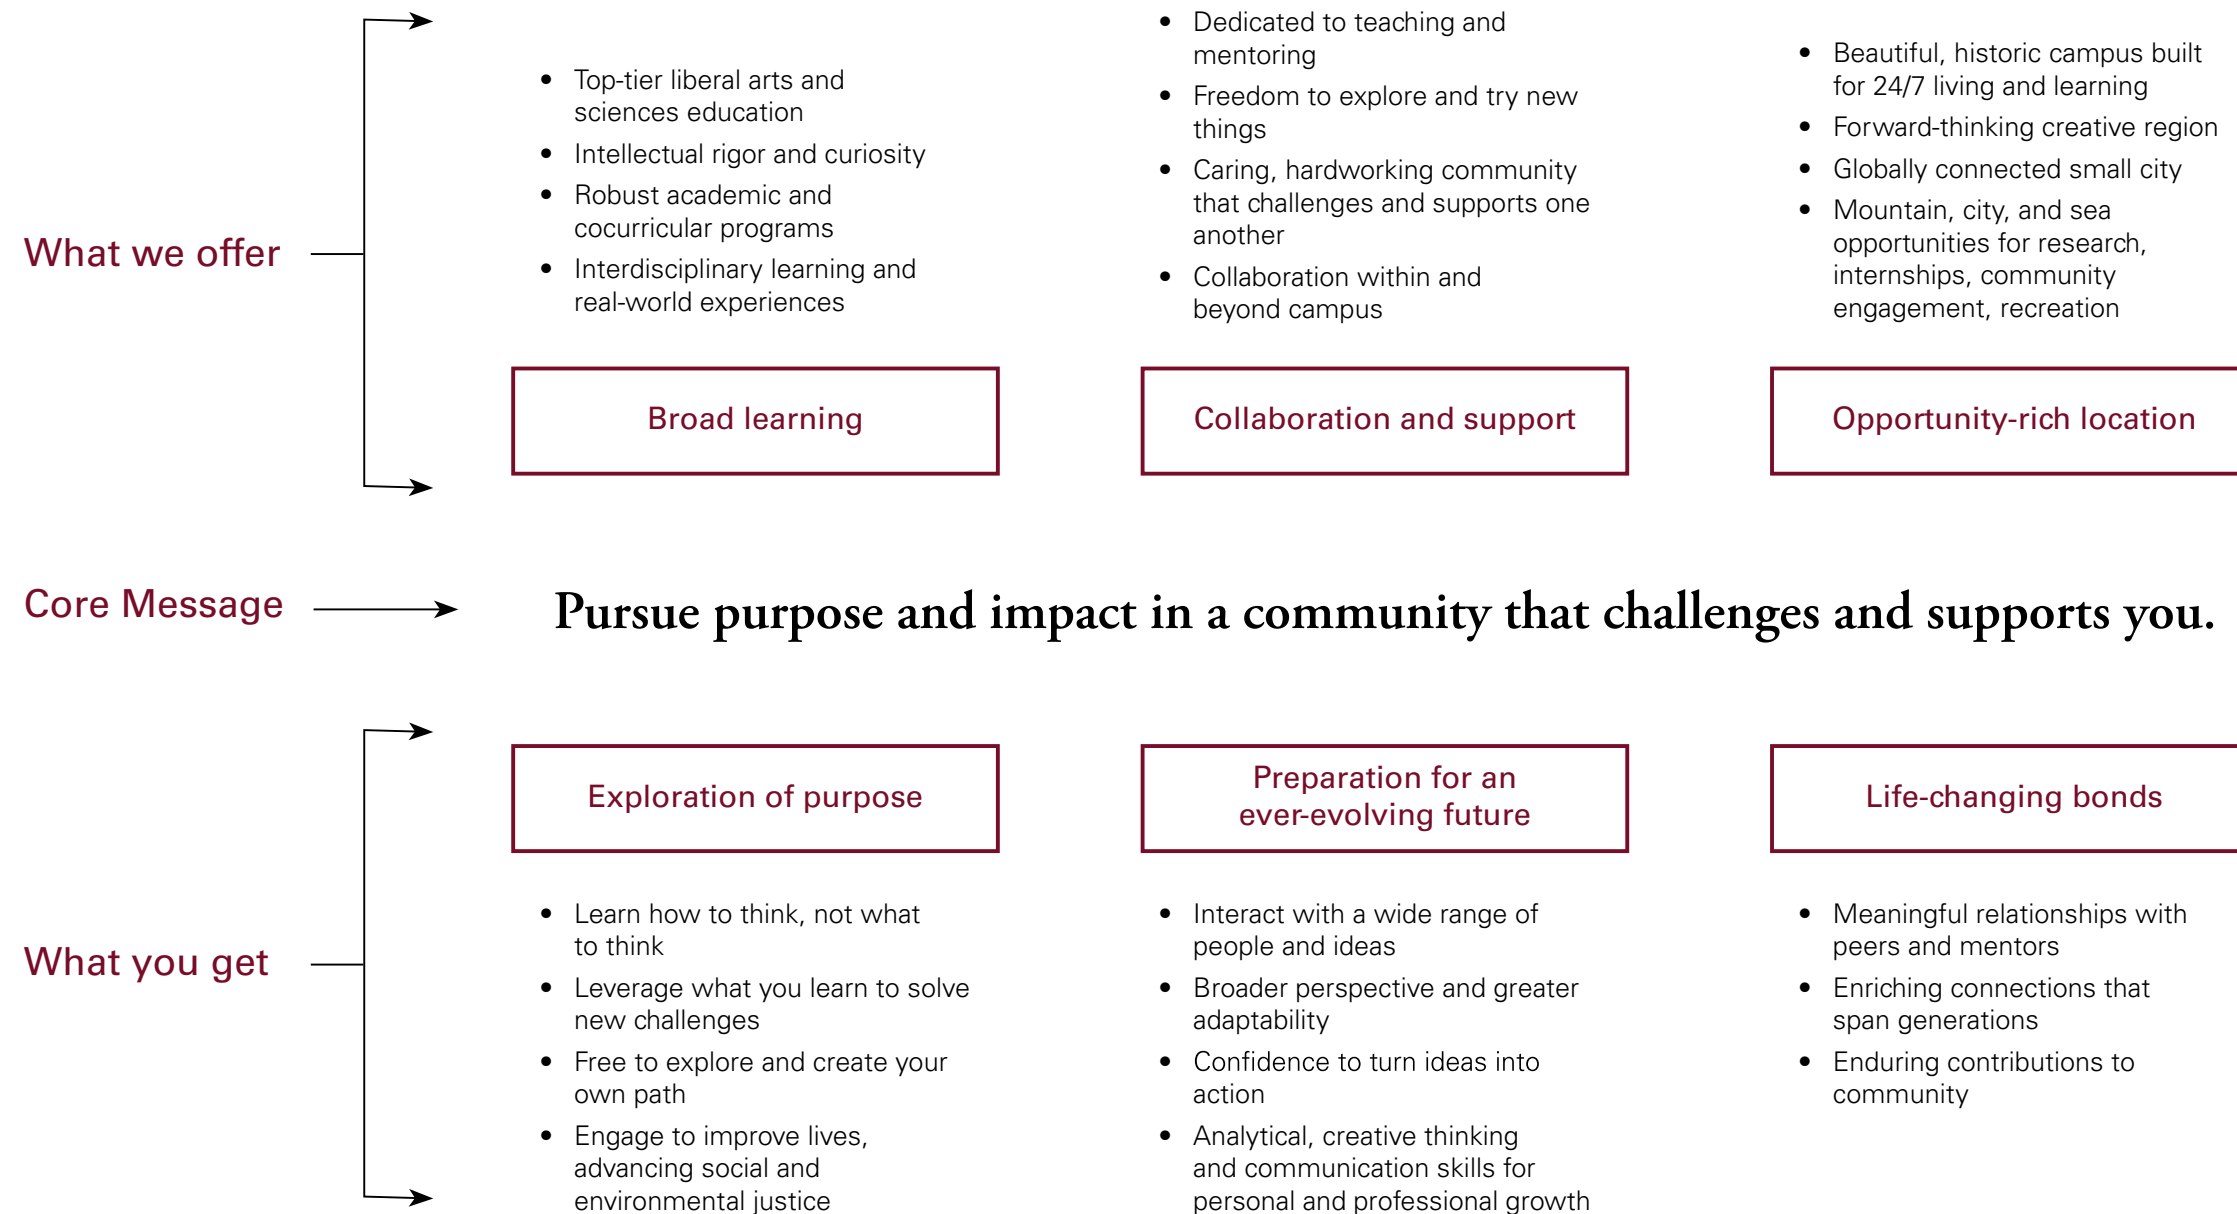 What we offer
• Top-tier liberal arts and
sciences education
• Intellectual rigor and curiosity
• Robust academic and
cocurricular programs
• Interdisciplinary learning and
real-world experiences
Broad learning
• Dedicated to teaching and
mentoring
• Freedom to explore and try new
things
• Caring, hardworking community
that challenges and supports one
another
• Collaboration within and
beyond campus
Collaboration and support
• Beautiful, historic campus built
for 24/7 living and learning
• Forward-thinking creative region
• Globally connected small city
• Mountain, city, and sea
opportunities for research,
internships, community
engagement, recreation
Opportunity-rich location
Core Message
Pursue purpose and impact in a community that challenges and supports you.
What you get
Exploration of purpose
• Learn how to think, not what
to think
• Leverage what you learn to solve
new challenges
• Free to explore and create your
own path
• Engage to improve lives,
advancing social and
environmental justice
Preparation for an
ever-evolving future
• Interact with a wide range of
people and ideas
• Broader perspective and greater
adaptability
• Confidence to turn ideas into
action
• Analytical, creative thinking
and communication skills for
personal and professional growth
Life-changing bonds
• Meaningful relationships with
peers and mentors
• Enriching connections that
span generations
• Enduring contributions to
community